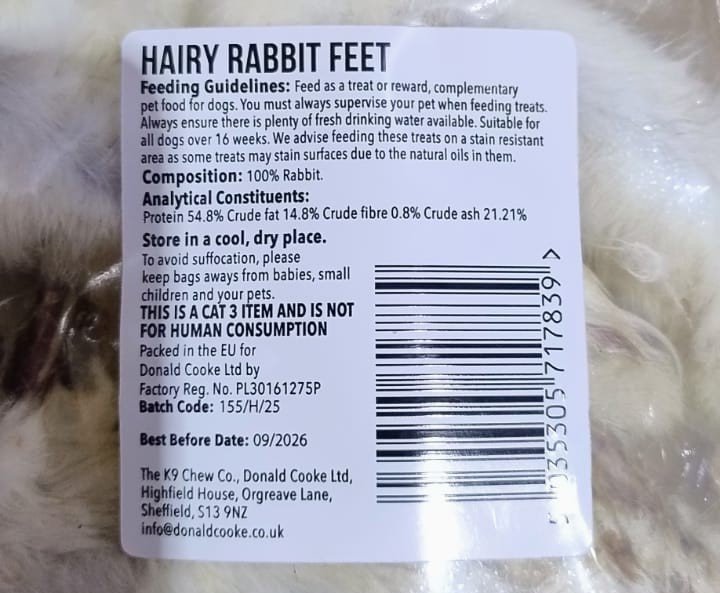 HAIRY RABBIT FEET
Feeding Guidelines: Feed as a treat or reward, complementary
pet food for dogs. You must always supervise your pet when feeding treats.
Always ensure there is plenty of fresh drinking water available. Suitable for
all dogs over 16 weeks. We advise feeding these treats on a stain resistant
area as some treats may stain surfaces due to the natural oils in them.
Composition: 100% Rabbit.
Analytical Constituents:
Protein 54.8% Crude fat 14.8% Crude fibre 0.8% Crude ash 21.21%
Store in a cool, dry place.
To avoid suffocation, please
keep bags aways from babies, small
children and your pets.
THIS IS A CAT 3 ITEM AND IS NOT
FOR HUMAN CONSUMPTION
Packed in the EU for
Donald Cooke Ltd by
Factory Reg. No. PL30161275P
Batch Code: 155/H/25
Best Before Date: 09/2026
The K9 Chew Co., Donald Cooke Ltd,
Highfield House, Orgreave Lane,
Sheffield, S13 9NZ
info@donaldcooke.co.uk
5 035305 717839 >